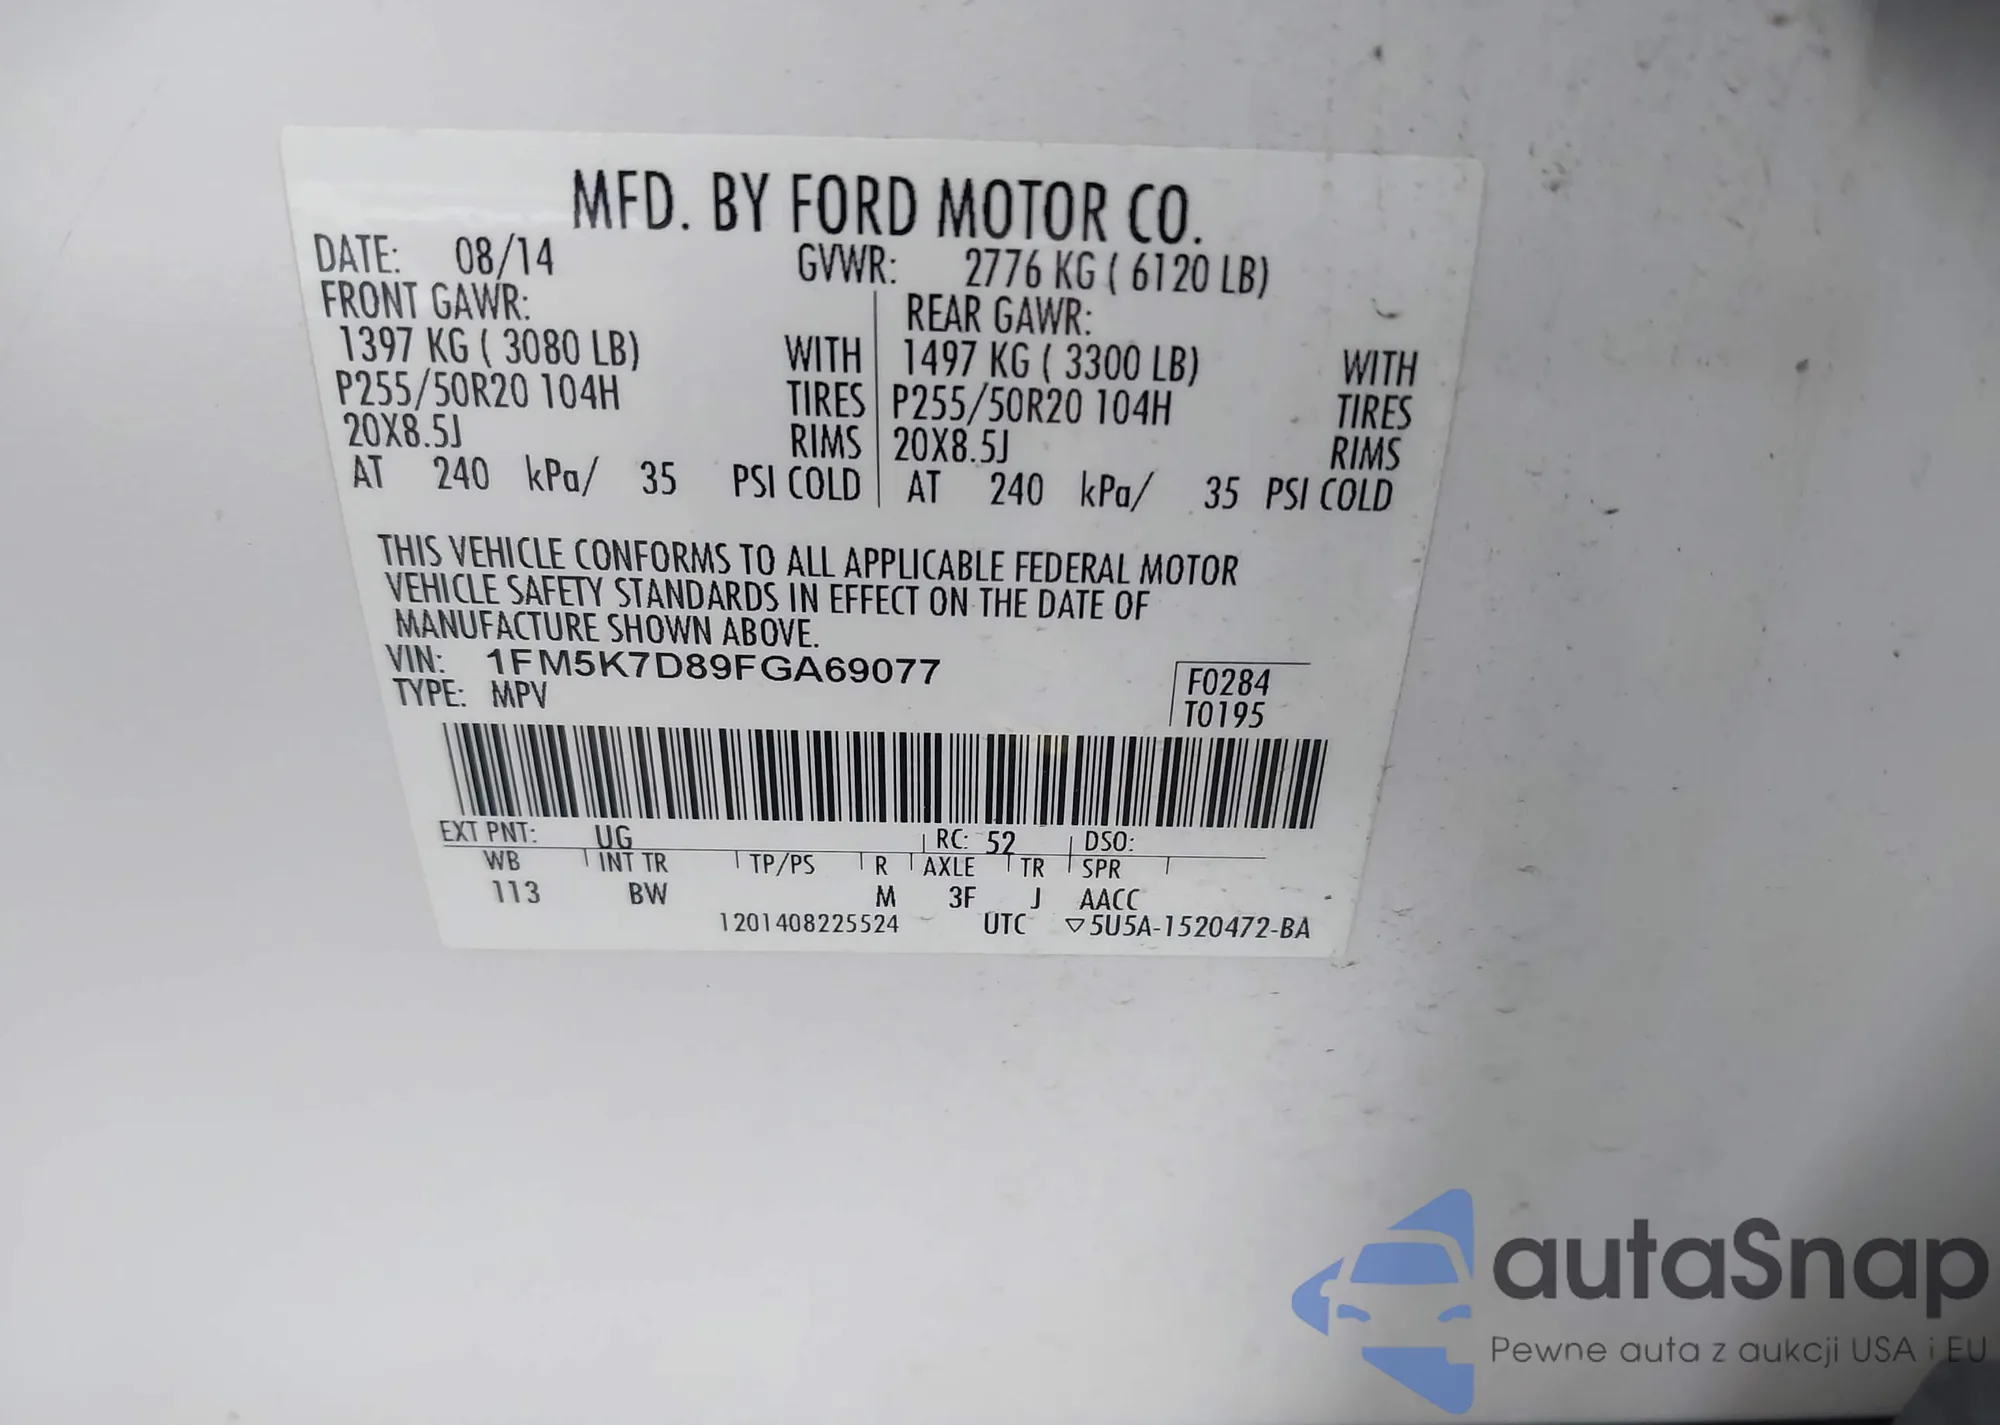 MFD. BY FORD MOTOR CO.
DATE: 08/14 GVWR: 2776 KG ( 6120 LB)
FRONT GAWR: REAR GAWR:
1397 KG ( 3080 LB) WITH 1497 KG ( 3300 LB) WITH
P255/50R20 104H TIRES P255/50R20 104H TIRES
20X8.5J RIMS 20X8.5J RIMS
AT 240 kPa/ 35 PSI COLD AT 240 kPa/ 35 PSI COLD
THIS VEHICLE CONFORMS TO ALL APPLICABLE FEDERAL MOTOR
VEHICLE SAFETY STANDARDS IN EFFECT ON THE DATE OF
MANUFACTURE SHOWN ABOVE.
VIN: 1FM5K7D89FGA69077 F0284
TYPE: MPV T0195
EXT PNT: UG RC: 52 DSO:
WB INT TR TP/PS R AXLE TR SPR
113 BW M 3F J AACC
1201408225524 UTC ▽5U5A-1520472-BA
autaSnap
Pewne auta z aukcji USA i EU